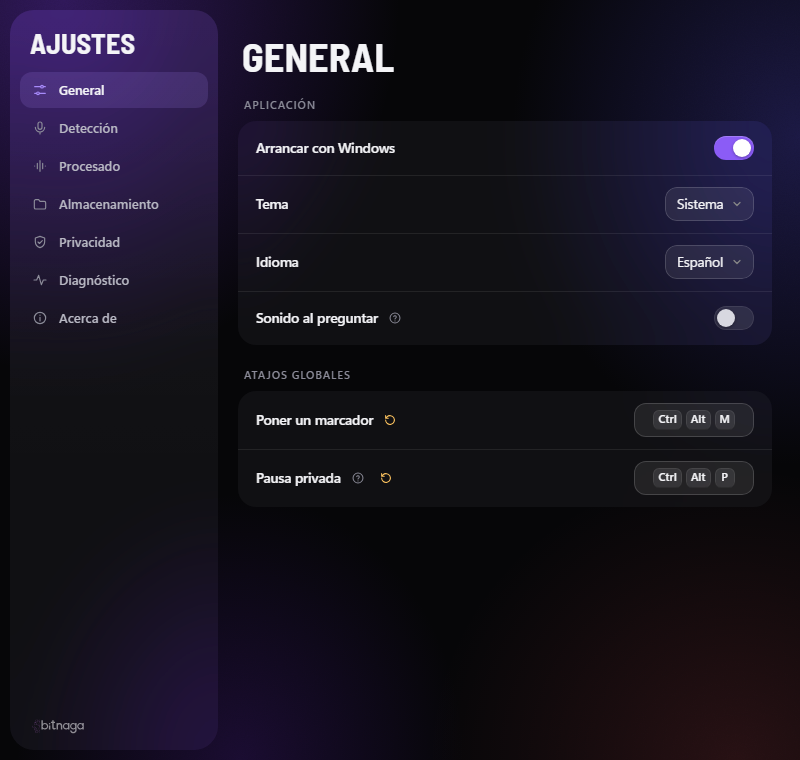 AJUSTES
General
Detección
Procesado
Almacenamiento
Privacidad
Diagnóstico
Acerca de
bitnaga
GENERAL
APLICACIÓN
Arrancar con Windows
Tema
Sistema
Idioma
Español
Sonido al preguntar
ATAJOS GLOBALES
Poner un marcador
Ctrl Alt M
Pausa privada
Ctrl Alt P